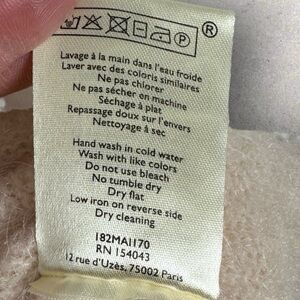 ®
P
Lavage à la main dans l'eau froide
Laver avec des coloris similaires
Ne pas chlorer
Ne pas sécher en machine
Séchage à plat
Repassage doux sur l'envers
Nettoyage à sec
Hand wash in cold water
Wash with like colors
Do not use bleach
No tumble dry
Dry flat
Low iron on reverse side
Dry cleaning
182MAI170
RN 154043
12 rue d'Uzès, 75002 Paris